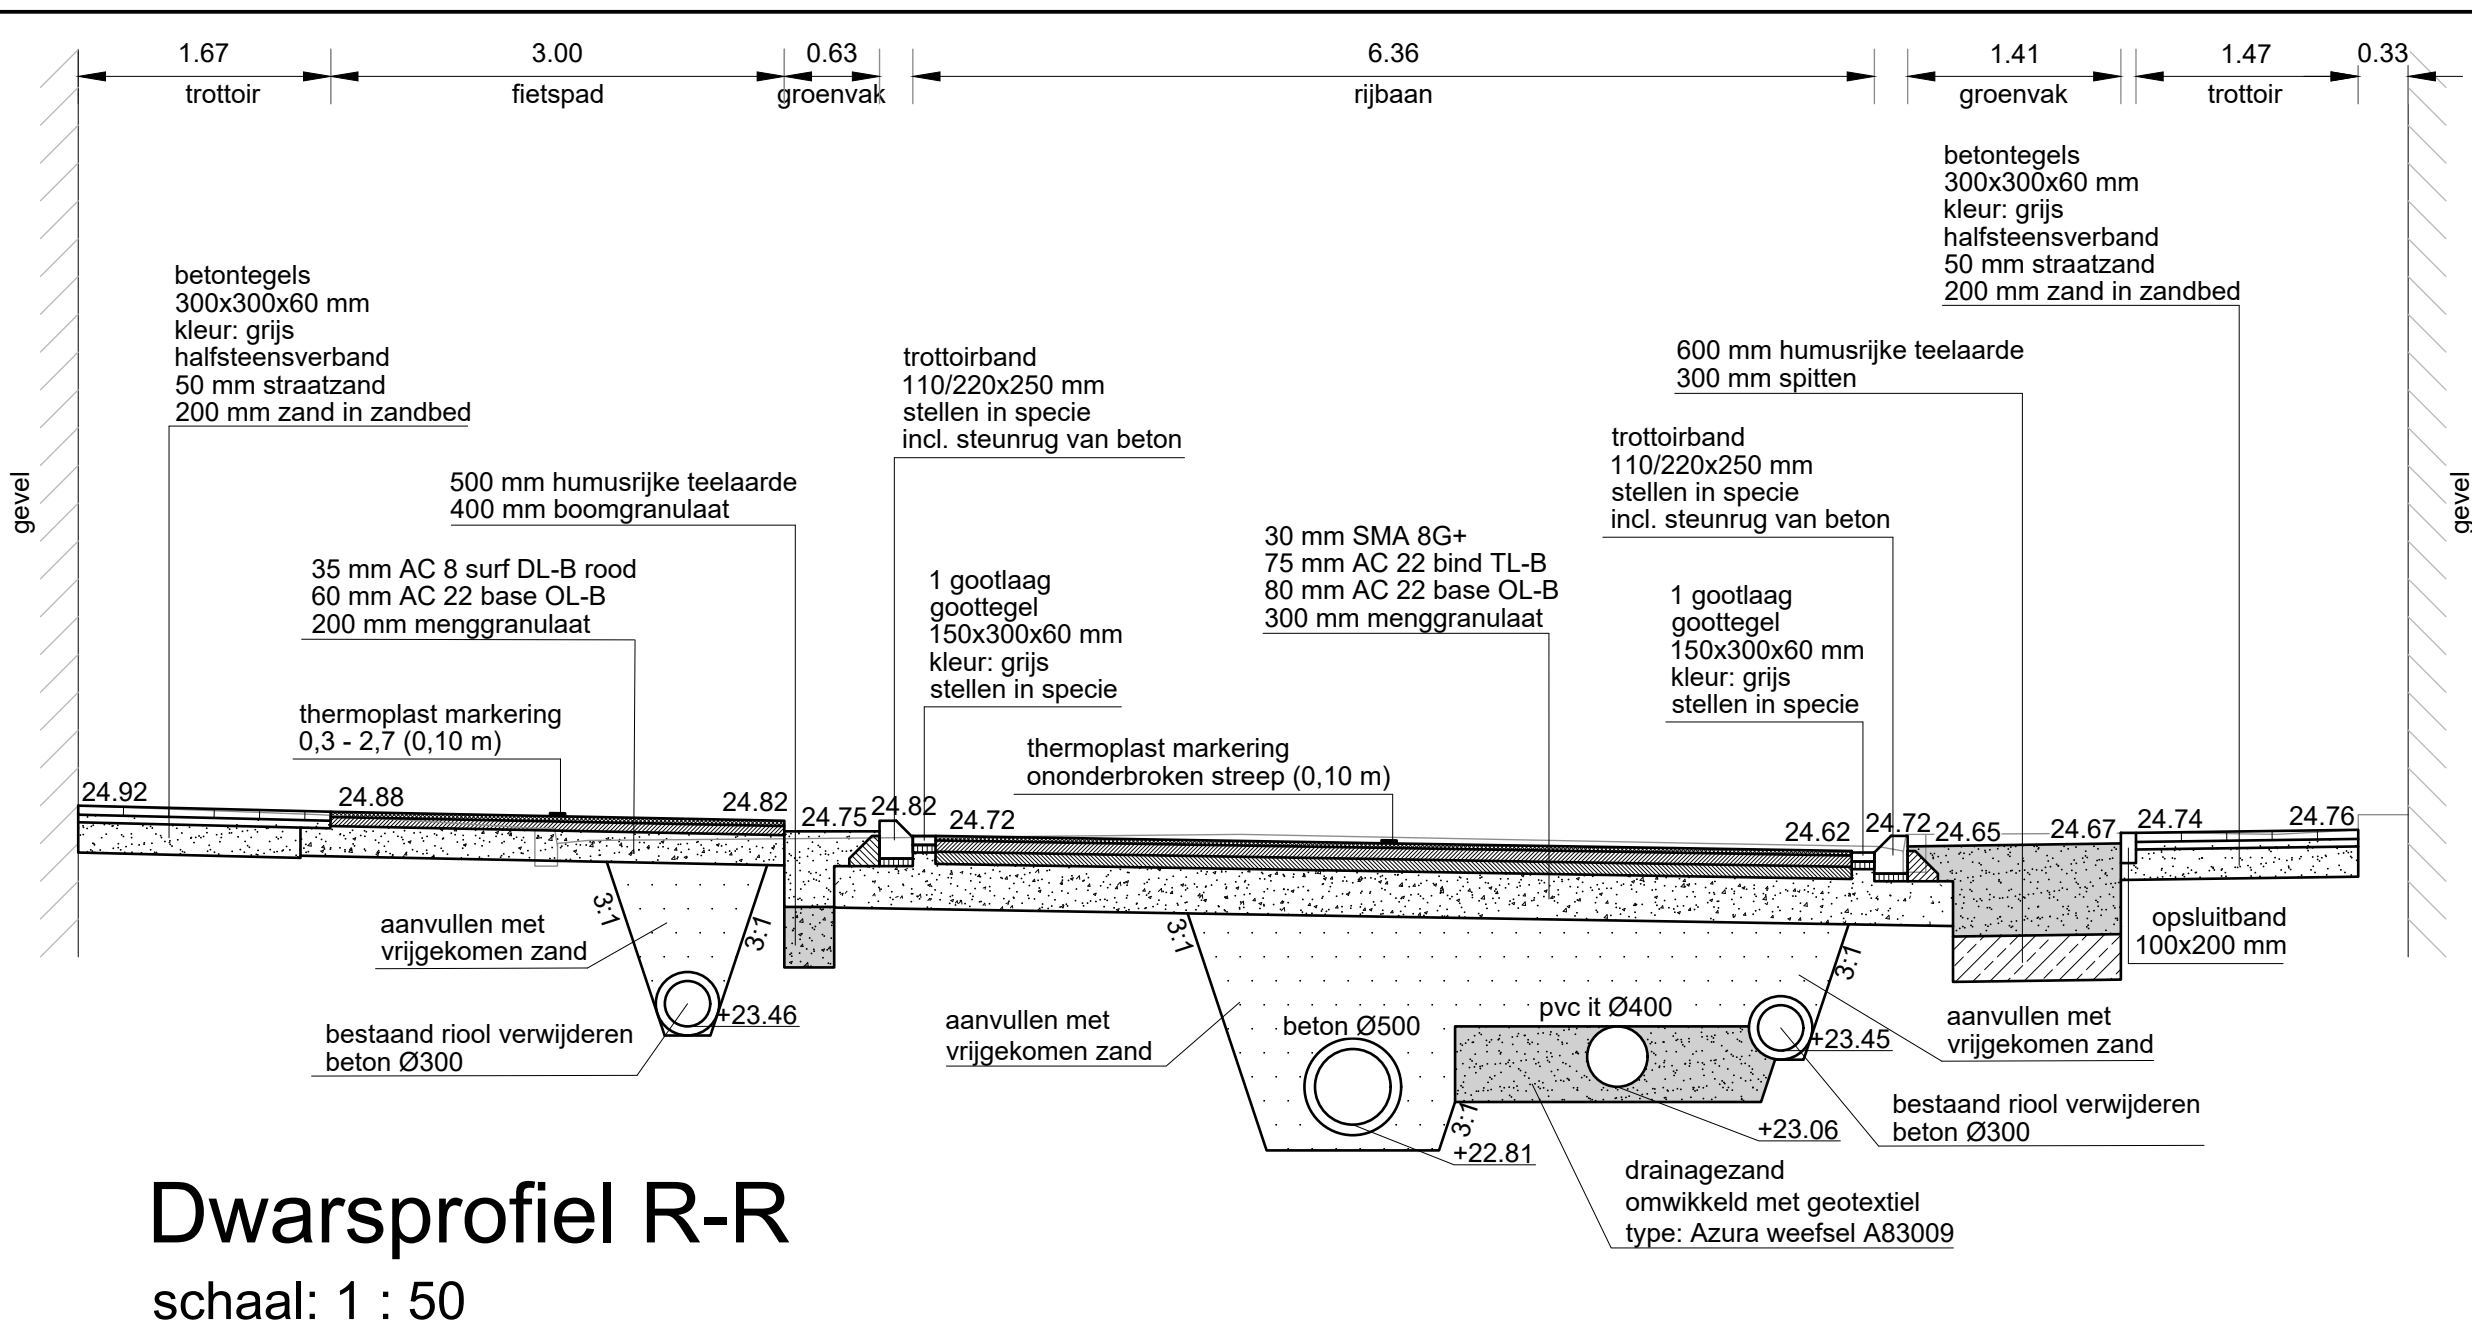 1.67
3.00
0.63
6.36
1.41
1.47
0.33
trottoir
fietspad
groenvak
rijbaan
groenvak
trottoir
betontegels
300x300x60 mm
kleur: grijs
halfsteensverband
50 mm straatzand
200 mm zand in zandbed
betontegels
300x300x60 mm
kleur: grijs
halfsteensverband
50 mm straatzand
200 mm zand in zandbed
trottoirband
110/220x250 mm
stellen in specie
incl. steunrug van beton
600 mm humusrijke teelaarde
300 mm spitten
trottoirband
110/220x250 mm
stellen in specie
incl. steunrug van beton
gevel
gevel
500 mm humusrijke teelaarde
400 mm boomgranulaat
35 mm AC 8 surf DL-B rood
60 mm AC 22 base OL-B
200 mm menggranulaat
1 gootlaag
goottegel
150x300x60 mm
kleur: grijs
stellen in specie
30 mm SMA 8G+
75 mm AC 22 bind TL-B
80 mm AC 22 base OL-B
300 mm menggranulaat
1 gootlaag
goottegel
150x300x60 mm
kleur: grijs
stellen in specie
thermoplast markering
0,3 - 2,7 (0,10 m)
thermoplast markering
ononderbroken streep (0,10 m)
24.92
24.88
24.82
24.75
24.82
24.72
24.62
24.72
24.65
24.67
24.74
24.76
3:1
3:1
3:1
3:1
3:1
aanvullen met
vrijgekomen zand
opsluitband
100x200 mm
+23.46
bestaand riool verwijderen
beton Ø300
aanvullen met
vrijgekomen zand
beton Ø500
pvc it Ø400
+23.45
aanvullen met
vrijgekomen zand
+22.81
+23.06
bestaand riool verwijderen
beton Ø300
drainagezand
omwikkeld met geotextiel
type: Azura weefsel A83009
Dwarsprofiel R-R
schaal: 1 : 50